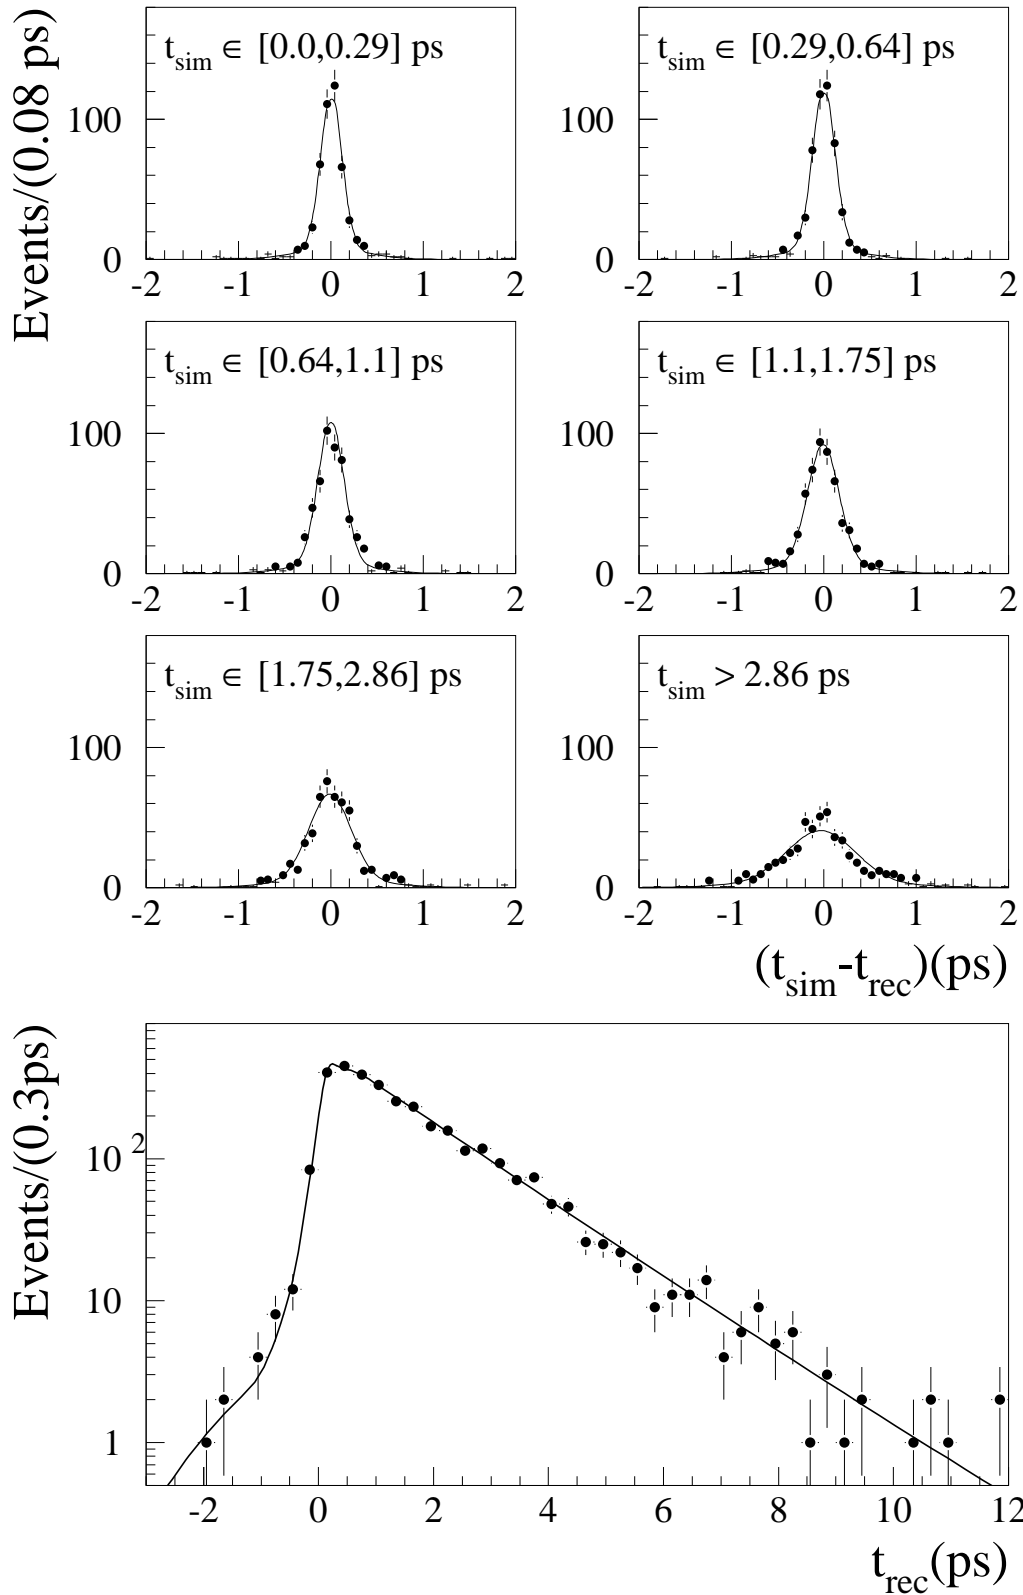 Events/(0.08 ps)
t_sim ∈ [0.0,0.29] ps
100
0
-2 -1 0 1 2
t_sim ∈ [0.29,0.64] ps
100
0
-2 -1 0 1 2
t_sim ∈ [0.64,1.1] ps
100
0
-2 -1 0 1 2
t_sim ∈ [1.1,1.75] ps
100
0
-2 -1 0 1 2
t_sim ∈ [1.75,2.86] ps
100
0
-2 -1 0 1 2
t_sim > 2.86 ps
100
0
-2 -1 0 1 2
(t_sim-t_rec)(ps)
Events/(0.3ps)
10^2
10
1
-2 0 2 4 6 8 10 12
t_rec(ps)